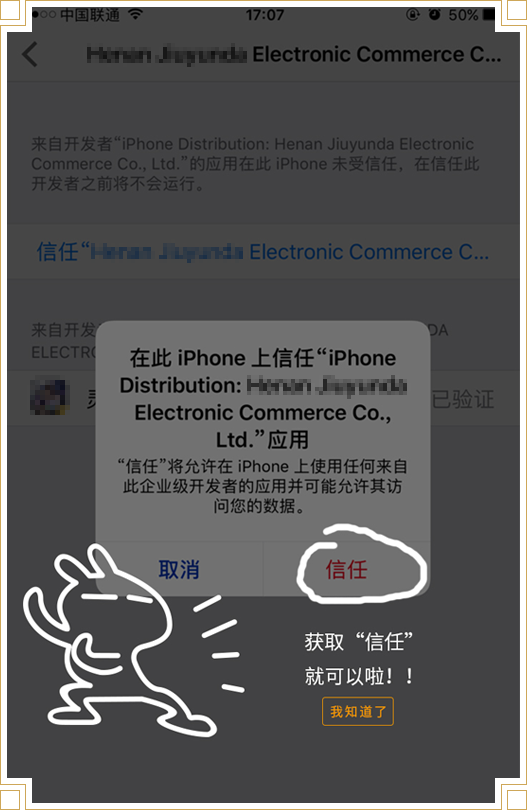 中国联通 17:07 50%
Henan Jiuyunda Electronic Commerce C...
来自开发者“iPhone Distribution: Henan Jiuyunda Electronic
Commerce Co., Ltd.”的应用在此 iPhone 未受信任，在信任此
开发者之前将不会运行。
信任“Henan Jiuyunda Electronic Commerce C...
来自开发 DA
ELECTRO
已验证
在此 iPhone 上信任“iPhone
Distribution: Henan Jiuyunda
Electronic Commerce Co.,
Ltd.”应用
“信任”将允许在 iPhone 上使用任何来自
此企业级开发者的应用并可能允许其访
问您的数据。
取消 信任
获取“信任”
就可以啦！！
我知道了